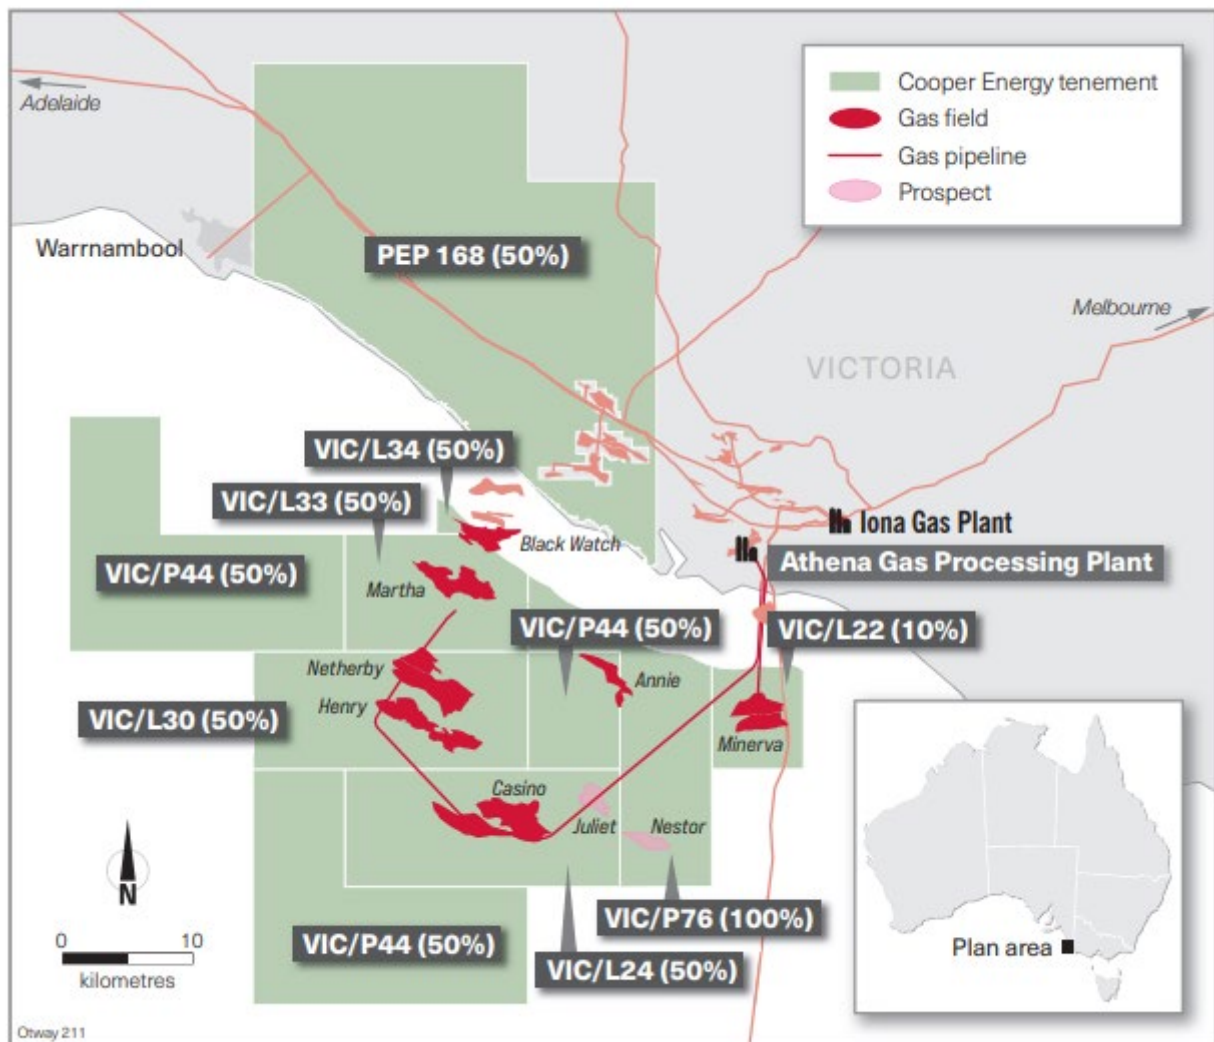 Adelaide
Cooper Energy tenement
Gas field
Gas pipeline
Prospect
Warrnambool
PEP 168 (50%)
Melbourne
VICTORIA
VIC/L34 (50%)
VIC/L33 (50%)
Iona Gas Plant
Black Watch
Athena Gas Processing Plant
VIC/P44 (50%)
Martha
VIC/P44 (50%)
VIC/L22 (10%)
Netherby
Annie
Henry
VIC/L30 (50%)
Minerva
Casino
Juliet
Nestor
N
VIC/P76 (100%)
VIC/P44 (50%)
VIC/L24 (50%)
0 10
kilometres
Plan area
Otway 211